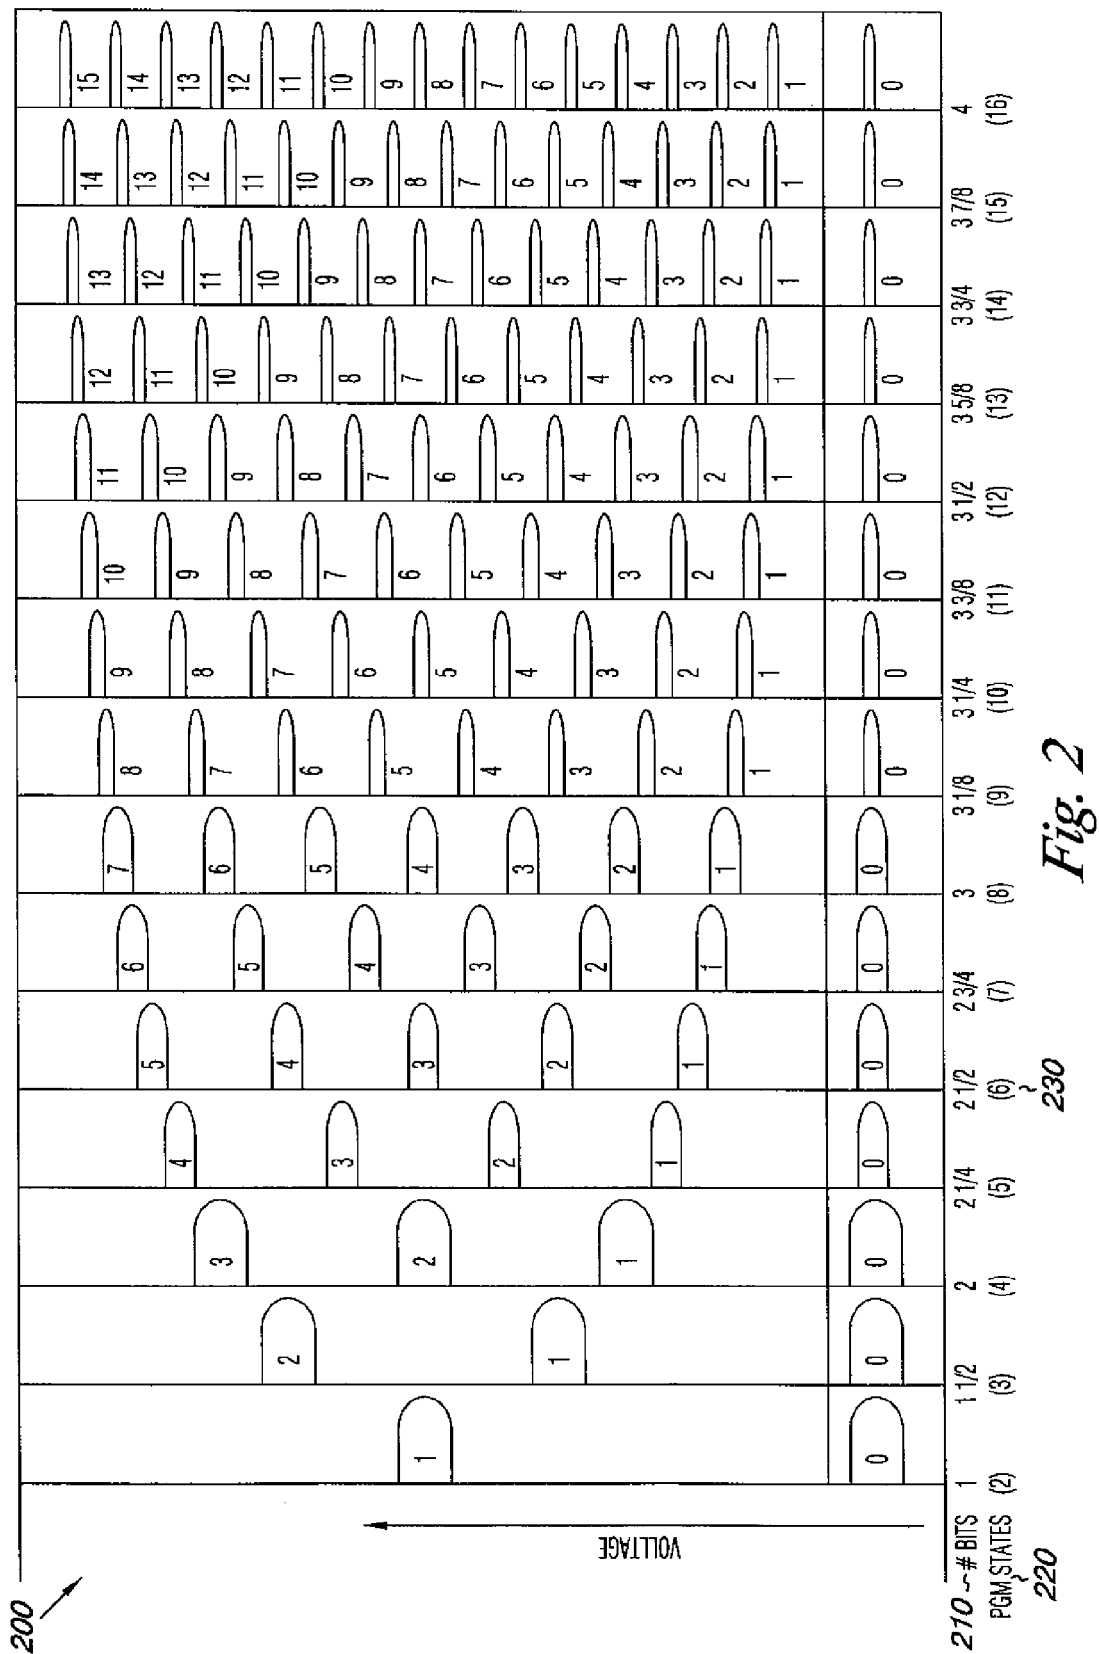 200
VOLLTAGE
1 0
2 1 0
3 2 1 0
4 3 2 1 0
5 4 3 2 1 0
6 5 4 3 2 1 0
7 6 5 4 3 2 1 0
8 7 6 5 4 3 2 1 0
9 8 7 6 5 4 3 2 1 0
10 9 8 7 6 5 4 3 2 1 0
11 10 9 8 7 6 5 4 3 2 1 0
12 11 10 9 8 7 6 5 4 3 2 1 0
13 12 11 10 9 8 7 6 5 4 3 2 1 0
14 13 12 11 10 9 8 7 6 5 4 3 2 1 0
15 14 13 12 11 10 9 8 7 6 5 4 3 2 1 0
210 # BITS 1 1 1/2 2 2 1/4 2 1/2 2 3/4 3 3 1/8 3 1/4 3 3/8 3 1/2 3 5/8 3 3/4 3 7/8 4
PGM STATES (2) (3) (4) (5) (6) (7) (8) (9) (10) (11) (12) (13) (14) (15) (16)
220 230
Fig. 2